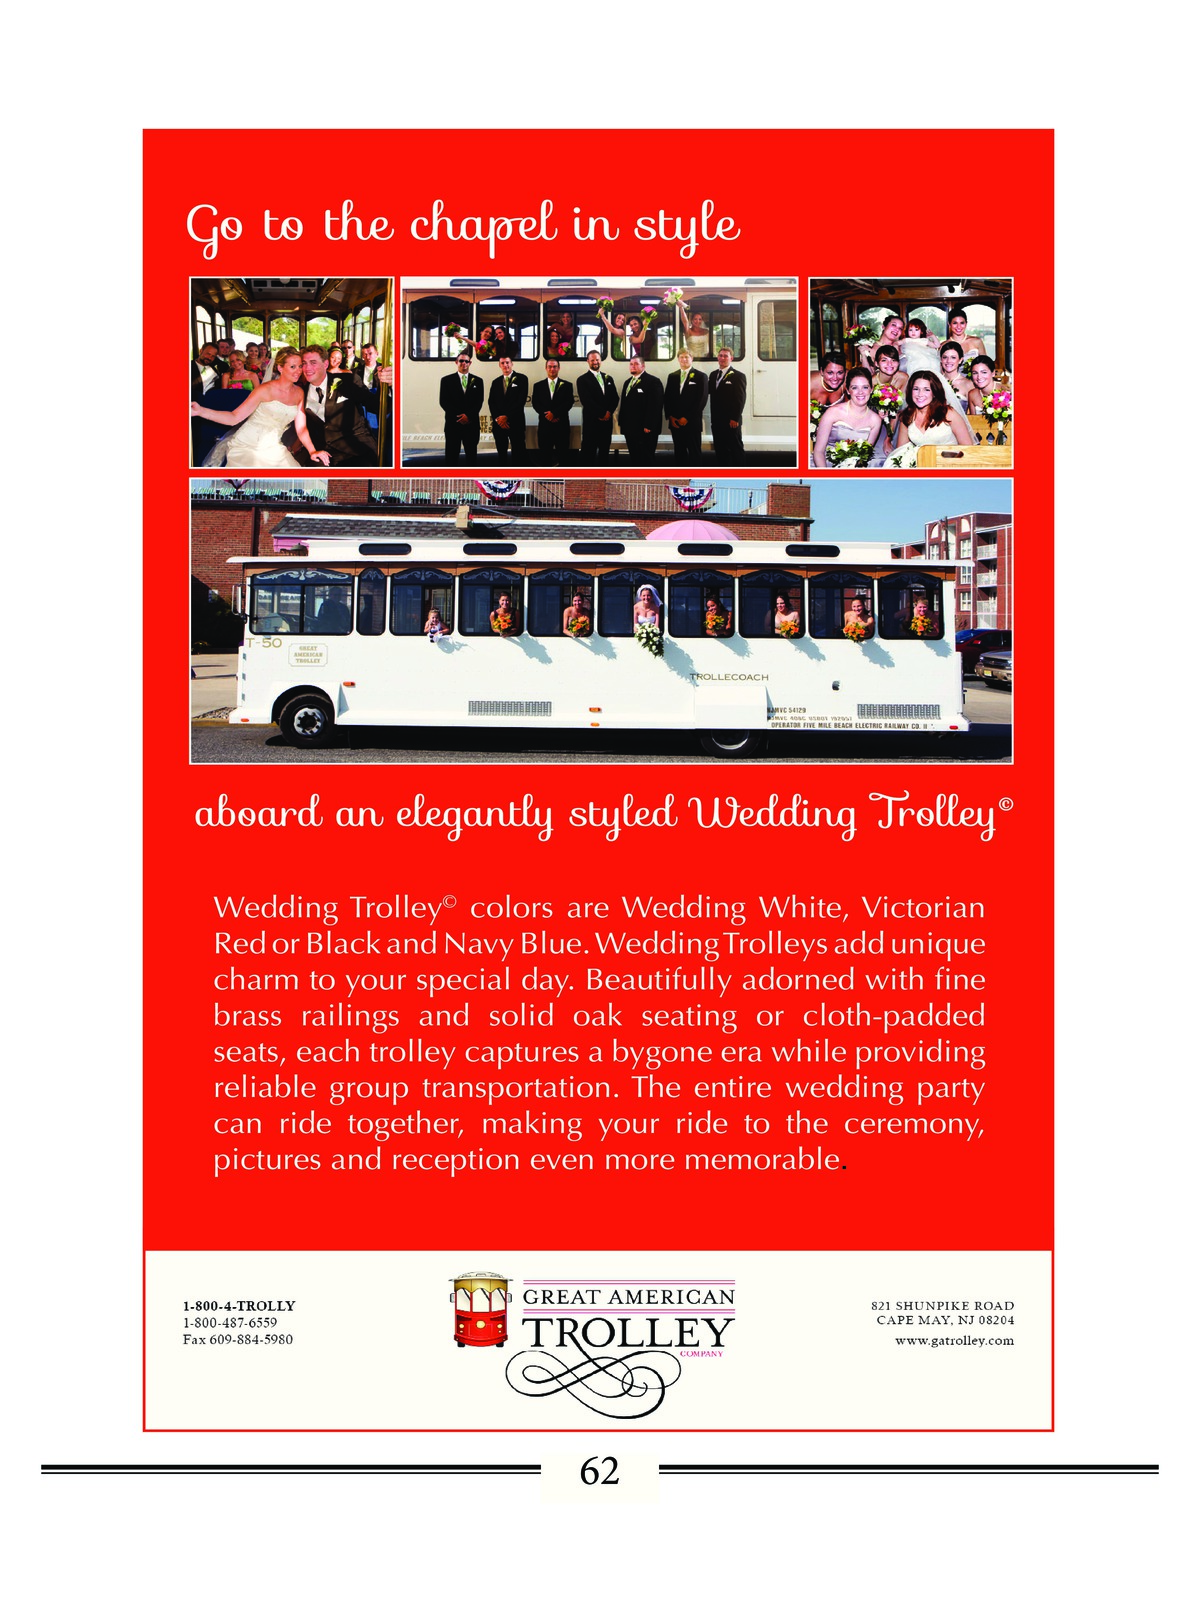 Go to the chapel in style
T-50
GREAT
AMERICAN
TROLLEY
TROLLECOACH
NJMVC 54129
OPERATOR FIVE MILE BEACH ELECTRIC RAILWAY CO.
aboard an elegantly styled Wedding Trolley©
Wedding Trolley© colors are Wedding White, Victorian
Red or Black and Navy Blue. Wedding Trolleys add unique
charm to your special day. Beautifully adorned with fine
brass railings and solid oak seating or cloth-padded
seats, each trolley captures a bygone era while providing
reliable group transportation. The entire wedding party
can ride together, making your ride to the ceremony,
pictures and reception even more memorable.
1-800-4-TROLLY
1-800-487-6559
Fax 609-884-5980
GREAT AMERICAN
TROLLEY
COMPANY
821 SHUNPIKE ROAD
CAPE MAY, NJ 08204
www.gatrolley.com
62